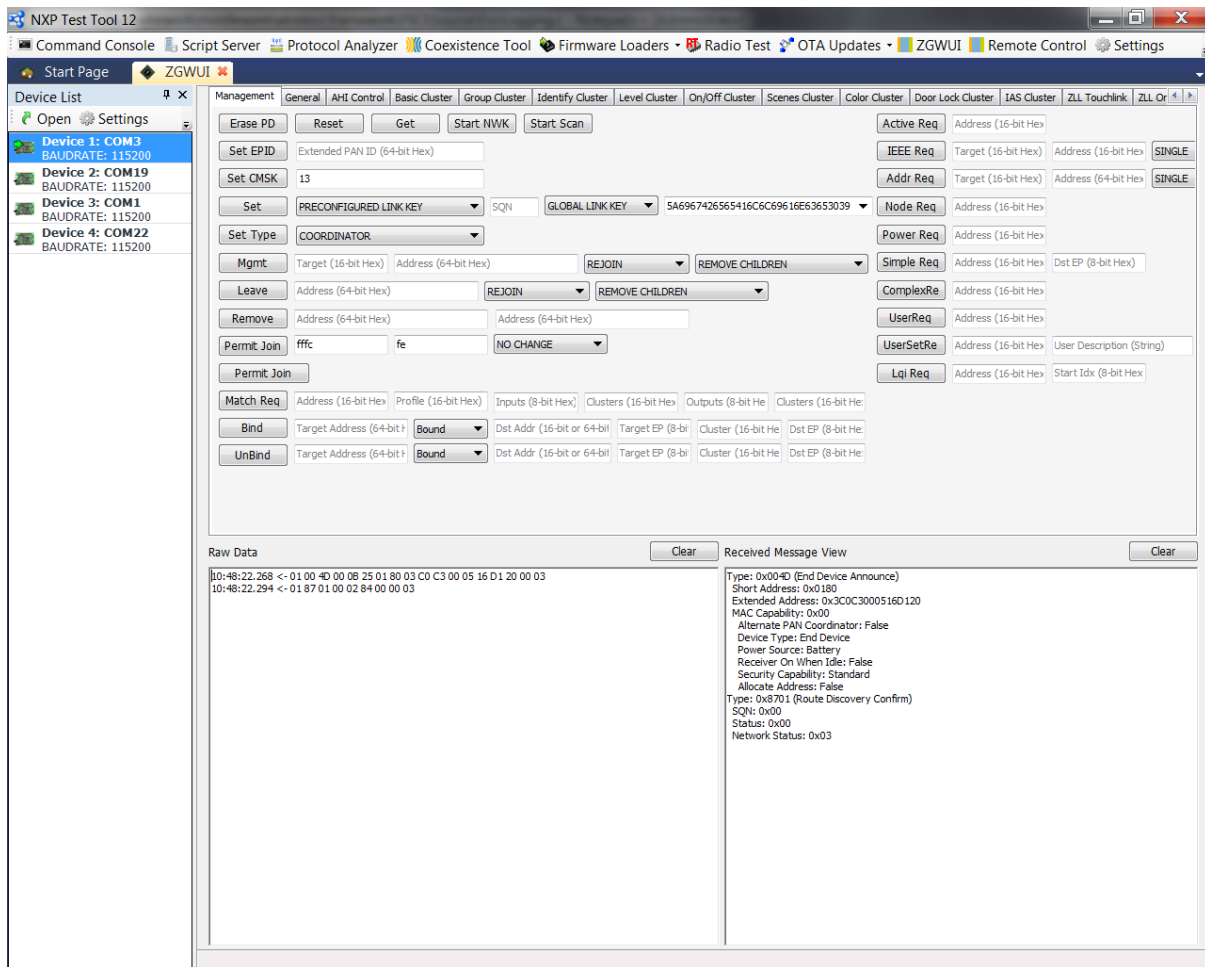 NXP Test Tool 12
Command Console Script Server Protocol Analyzer Coexistence Tool Firmware Loaders Radio Test OTA Updates ZGWUI Remote Control Settings
Start Page ZGWUI
Device List
Open Settings
Device 1: COM3
BAUDRATE: 115200
Device 2: COM19
BAUDRATE: 115200
Device 3: COM1
BAUDRATE: 115200
Device 4: COM22
BAUDRATE: 115200
Management General AHI Control Basic Cluster Group Cluster Identify Cluster Level Cluster On/Off Cluster Scenes Cluster Color Cluster Door Lock Cluster IAS Cluster ZLL Touchlink ZLL Or
Erase PD Reset Get Start NWK Start Scan Active Req Address (16-bit Hex
Set EPID Extended PAN ID (64-bit Hex) IEEE Req Target (16-bit Hex) Address (16-bit Hex SINGLE
Set CMSK 13 Addr Req Target (16-bit Hex) Address (64-bit Hex SINGLE
Set PRECONFIGURED LINK KEY SQN GLOBAL LINK KEY 5A6967426565416C6C69616E63653039 Node Req Address (16-bit Hex
Set Type COORDINATOR Power Req Address (16-bit Hex
Mgmt Target (16-bit Hex) Address (64-bit Hex) REJOIN REMOVE CHILDREN Simple Req Address (16-bit Hex Dst EP (8-bit Hex)
Leave Address (64-bit Hex) REJOIN REMOVE CHILDREN ComplexRe Address (16-bit Hex
Remove Address (64-bit Hex) Address (64-bit Hex) UserReq Address (16-bit Hex
Permit Join fffc fe NO CHANGE UserSetRe Address (16-bit Hex User Description (String)
Permit Join Lqi Req Address (16-bit Hex Start Idx (8-bit Hex
Match Req Address (16-bit Hex Profile (16-bit Hex) Inputs (8-bit Hex) Clusters (16-bit Hex Outputs (8-bit He Clusters (16-bit He:
Bind Target Address (64-bit H Bound Dst Addr (16-bit or 64-bit Target EP (8-bi Cluster (16-bit He Dst EP (8-bit He:
UnBind Target Address (64-bit H Bound Dst Addr (16-bit or 64-bit Target EP (8-bi Cluster (16-bit He Dst EP (8-bit He:
Raw Data Clear Received Message View Clear
10:48:22.268 <- 01 00 4D 00 0B 25 01 80 03 C0 C3 00 05 16 D1 20 00 03
10:48:22.294 <- 01 87 01 00 02 84 00 00 03
Type: 0x004D (End Device Announce)
Short Address: 0x0180
Extended Address: 0x3C0C3000516D120
MAC Capability: 0x00
Alternate PAN Coordinator: False
Device Type: End Device
Power Source: Battery
Receiver On When Idle: False
Security Capability: Standard
Allocate Address: False
Type: 0x8701 (Route Discovery Confirm)
SQN: 0x00
Status: 0x00
Network Status: 0x03